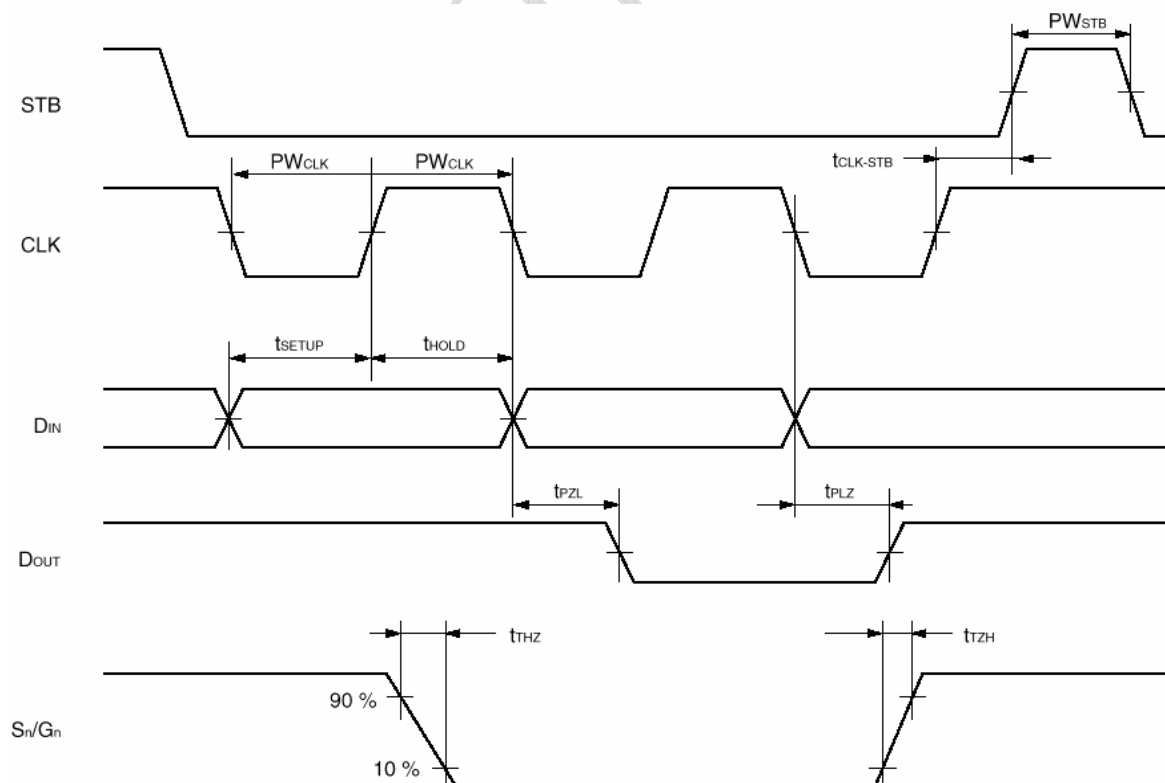 PWSTB
STB
tCLK-STB
PWCLK PWCLK
CLK
tSETUP tHOLD
DIN
tPZL tPLZ
DOUT
tTHZ tTZH
90 %
Sn/Gn
10 %